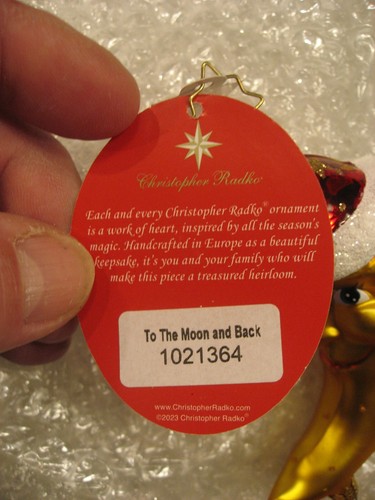 Christopher Radko®
Each and every Christopher Radko® ornament
is a work of heart, inspired by all the season's
magic. Handcrafted in Europe as a beautiful
keepsake, it's you and your family who will
make this piece a treasured heirloom.
To The Moon and Back
1021364
www.ChristopherRadko.com
©2023 Christopher Radko®